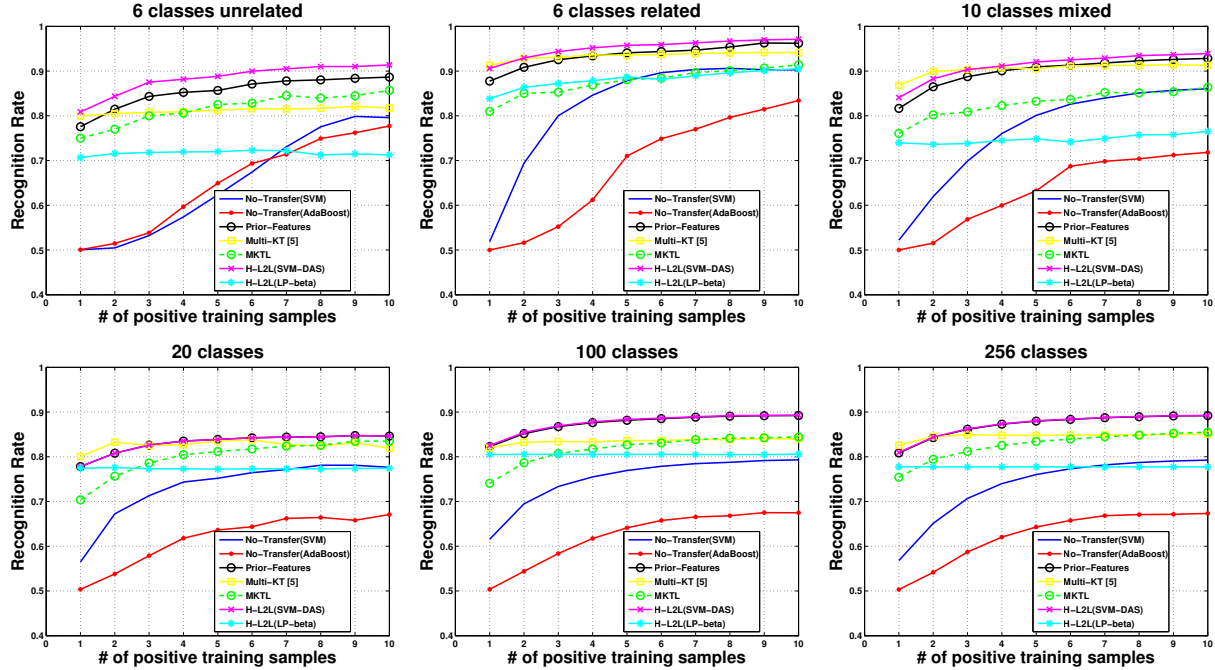 6 classes unrelated
Recognition Rate
1
0.9
0.8
0.7
0.6
0.5
0.4
0 1 2 3 4 5 6 7 8 9 10
# of positive training samples
No-Transfer(SVM)
No-Transfer(AdaBoost)
Prior-Features
Multi-KT [5]
MKTL
H-L2L(SVM-DAS)
H-L2L(LP-beta)
6 classes related
Recognition Rate
1
0.9
0.8
0.7
0.6
0.5
0.4
0 1 2 3 4 5 6 7 8 9 10
# of positive training samples
No-Transfer(SVM)
No-Transfer(AdaBoost)
Prior-Features
Multi-KT [5]
MKTL
H-L2L(SVM-DAS)
H-L2L(LP-beta)
10 classes mixed
Recognition Rate
1
0.9
0.8
0.7
0.6
0.5
0.4
0 1 2 3 4 5 6 7 8 9 10
# of positive training samples
No-Transfer(SVM)
No-Transfer(AdaBoost)
Prior-Features
Multi-KT [5]
MKTL
H-L2L(SVM-DAS)
H-L2L(LP-beta)
20 classes
Recognition Rate
1
0.9
0.8
0.7
0.6
0.5
0.4
0 1 2 3 4 5 6 7 8 9 10
# of positive training samples
No-Transfer(SVM)
No-Transfer(AdaBoost)
Prior-Features
Multi-KT [5]
MKTL
H-L2L(SVM-DAS)
H-L2L(LP-beta)
100 classes
Recognition Rate
1
0.9
0.8
0.7
0.6
0.5
0.4
0 1 2 3 4 5 6 7 8 9 10
# of positive training samples
No-Transfer(SVM)
No-Transfer(AdaBoost)
Prior-Features
Multi-KT [5]
MKTL
H-L2L(SVM-DAS)
H-L2L(LP-beta)
256 classes
Recognition Rate
1
0.9
0.8
0.7
0.6
0.5
0.4
0 1 2 3 4 5 6 7 8 9 10
# of positive training samples
No-Transfer(SVM)
No-Transfer(AdaBoost)
Prior-Features
Multi-KT [5]
MKTL
H-L2L(SVM-DAS)
H-L2L(LP-beta)